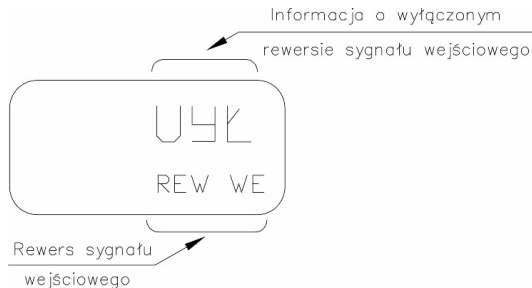 Informacja o wyłączonym
rewersie sygnału wejściowego
UYŁ
REW WE
Rewers sygnału
wejściowego